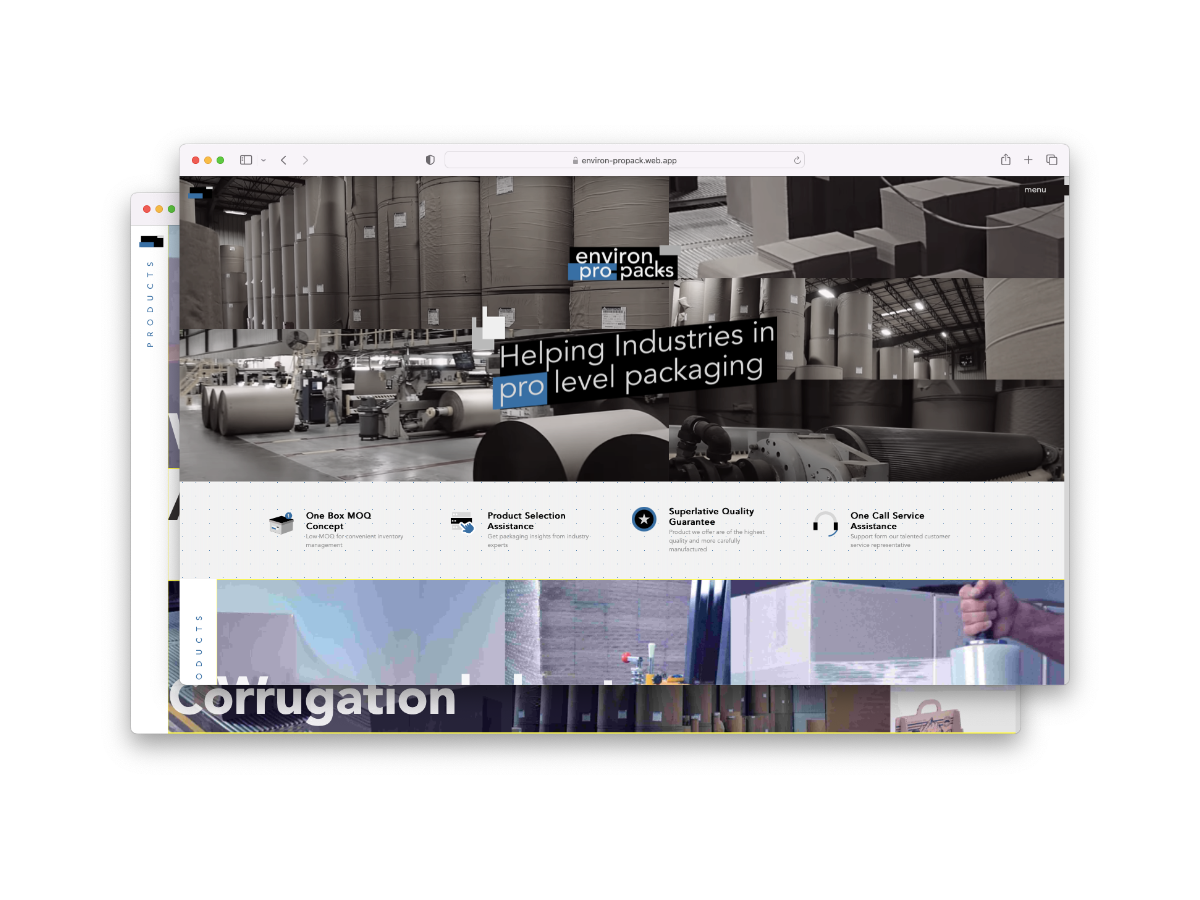 environ-propack.web.app
menu
environ
pro packs
Helping Industries in
pro level packaging
One Box MOQ
Concept
Low-MOQ for convenient inventory
management
Product Selection
Assistance
Get packaging insights from industry
experts
Superlative Quality
Guarantee
Product we offer are of the highest
quality and more carefully
manufactured
One Call Service
Assistance
Support form our talented customer
service representative
PRODUCTS
ODUCTS
Corrugation